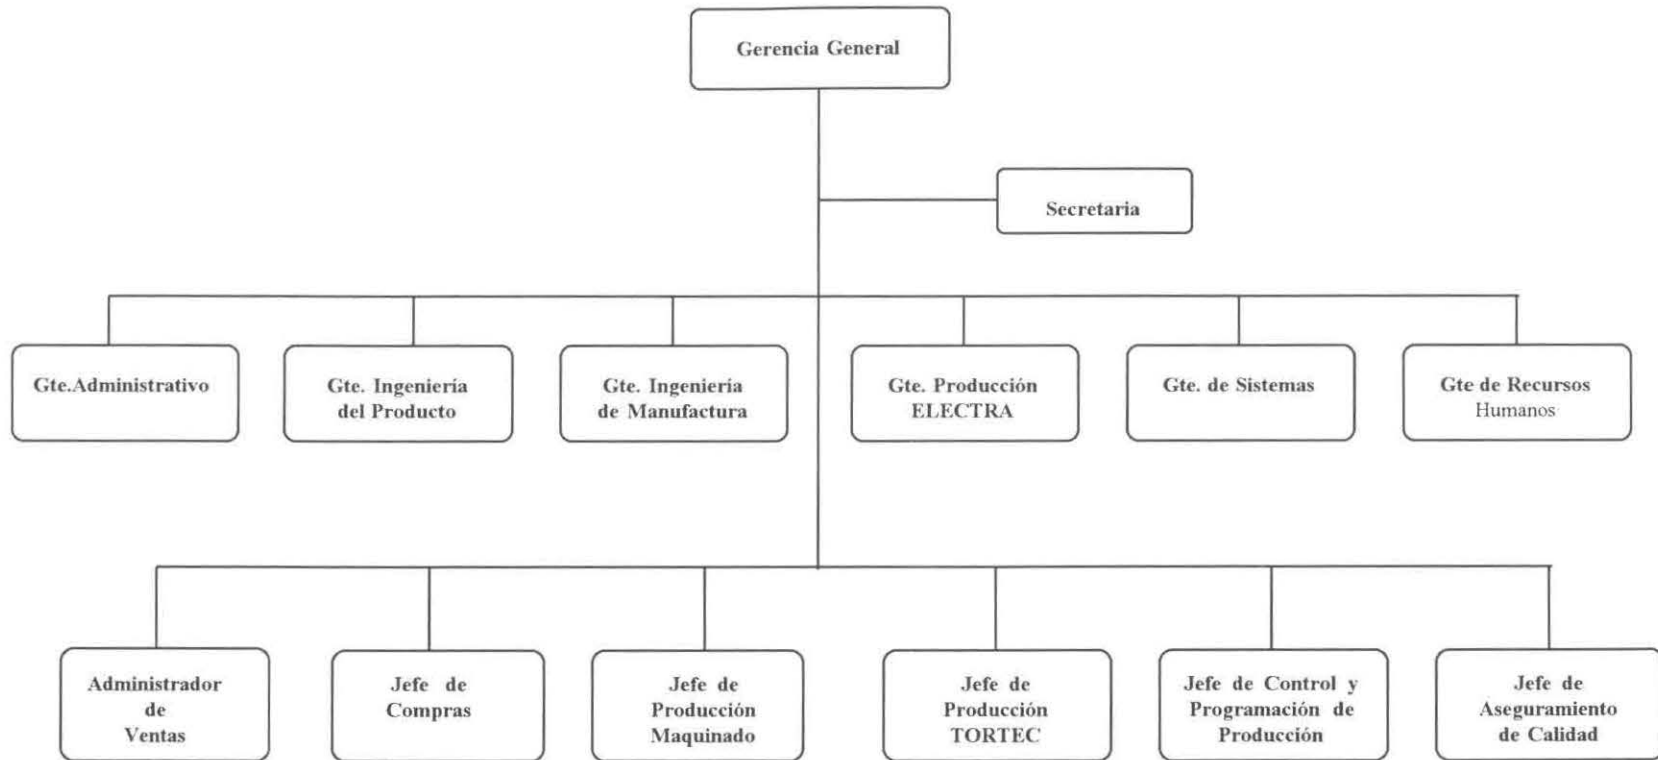 Gerencia General
Secretaria
Gte.Administrativo
Gte. Ingeniería
del Producto
Gte. Ingeniería
de Manufactura
Gte. Producción
ELECTRA
Gte. de Sistemas
Gte de Recursos
Humanos
Administrador
de
Ventas
Jefe de
Compras
Jefe de
Producción
Maquinado
Jefe de
Producción
TORTEC
Jefe de Control y
Programación de
Producción
Jefe de
Aseguramiento
de Calidad